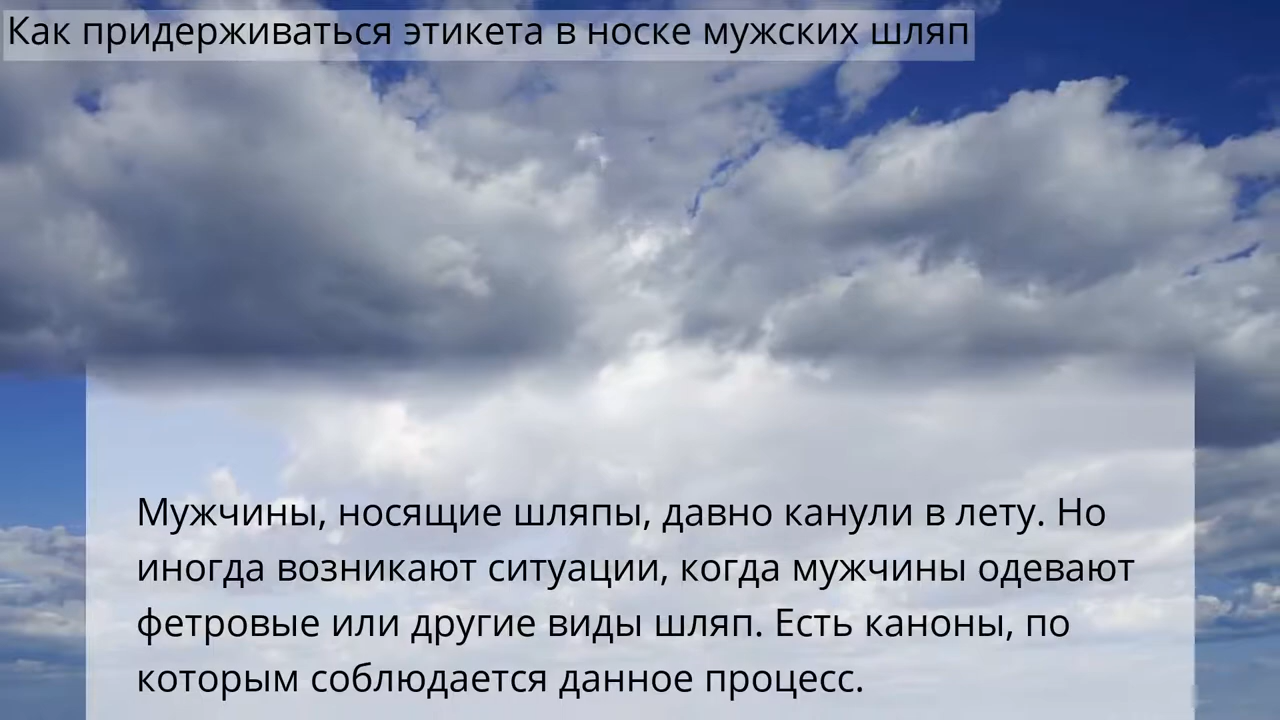 Как придерживаться этикета в носке мужских шляп
Мужчины, носящие шляпы, давно канули в лету. Но
иногда возникают ситуации, когда мужчины одевают
фетровые или другие виды шляп. Есть каноны, по
которым соблюдается данное процесс.